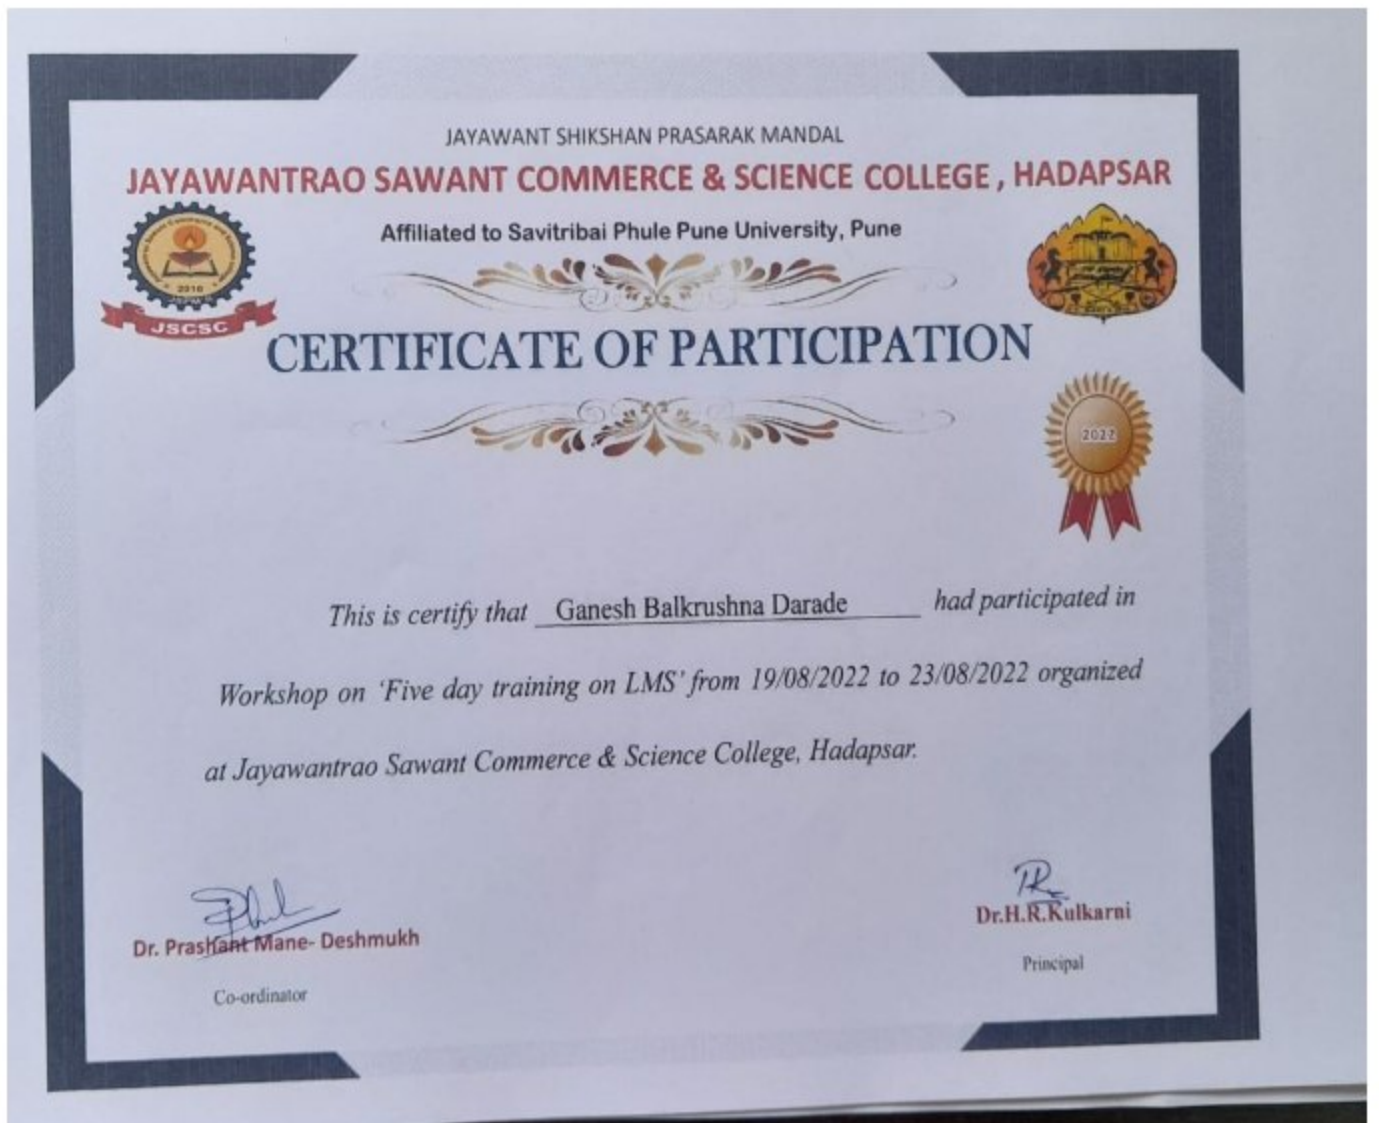 JAYAWANT SHIKSHAN PRASARAK MANDAL
JAYAWANTRAO SAWANT COMMERCE & SCIENCE COLLEGE, HADAPSAR
Affiliated to Savitribai Phule Pune University, Pune
2010
JSCSC
CERTIFICATE OF PARTICIPATION
2022
This is certify that Ganesh Balkrushna Darade had participated in
Workshop on ‘Five day training on LMS’ from 19/08/2022 to 23/08/2022 organized
at Jayawantrao Sawant Commerce & Science College, Hadapsar.
Dr. Prashant Mane- Deshmukh
Co-ordinator
Dr.H.R.Kulkarni
Principal